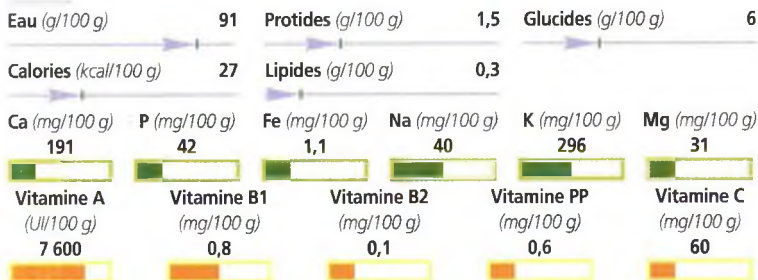 Eau (g/100 g) 91 Protides (g/100 g) 1,5 Glucides (g/100 g) 6
Calories (kcal/100 g) 27 Lipides (g/100 g) 0,3
Ca (mg/100 g) P (mg/100 g) Fe (mg/100 g) Na (mg/100 g) K (mg/100 g) Mg (mg/100 g)
191 42 1,1 40 296 31
Vitamine A Vitamine B1 Vitamine B2 Vitamine PP Vitamine C
(UI/100 g) (mg/100 g) (mg/100 g) (mg/100 g) (mg/100 g)
7 600 0,8 0,1 0,6 60